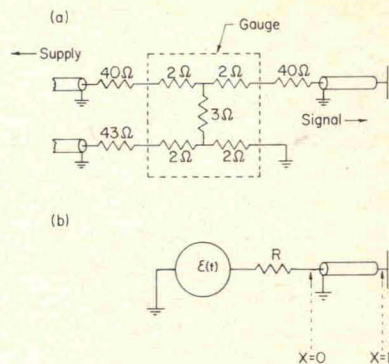 (a)
Gauge
Supply
40Ω 2Ω 2Ω 40Ω
3Ω
Signal
43Ω
2Ω 2Ω
(b)
ε(t) R
X=0 X=